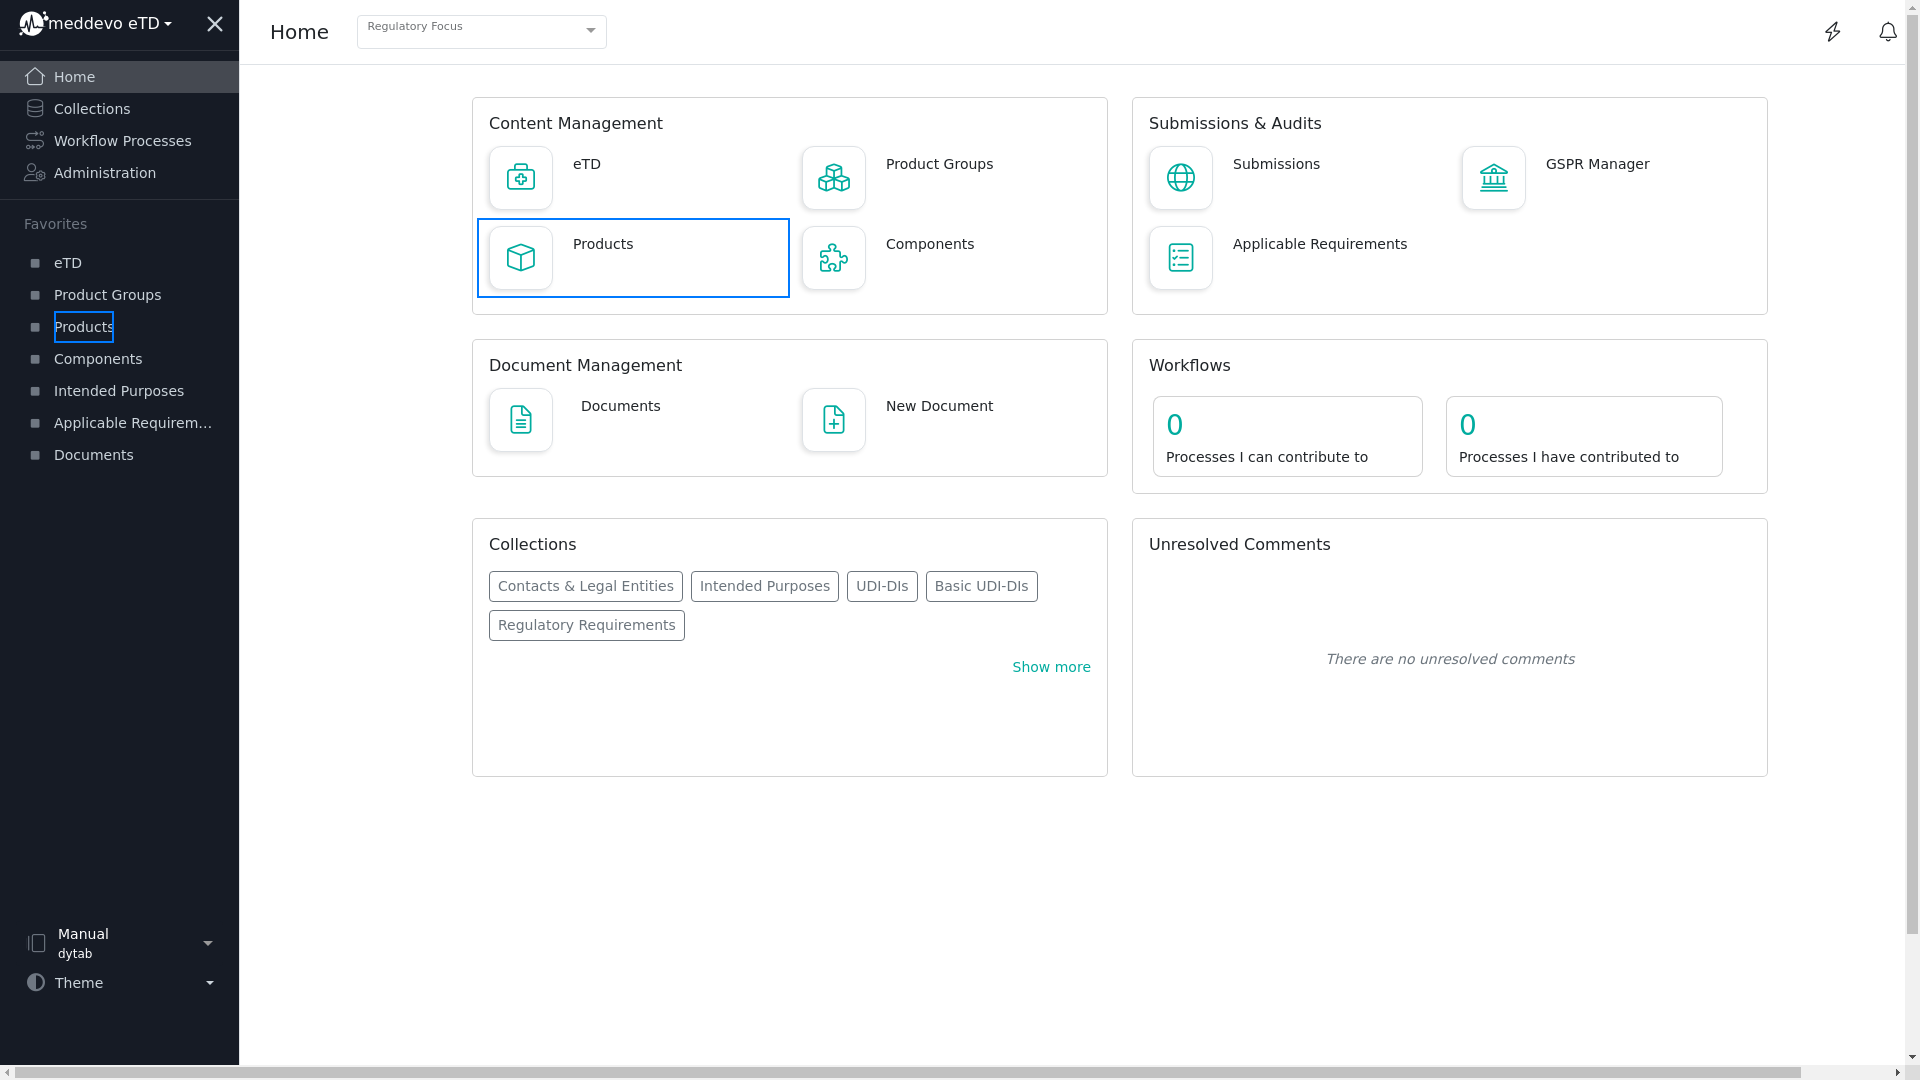 meddevo eTD
Home
Collections
Workflow Processes
Administration
Favorites
eTD
Product Groups
Products
Components
Intended Purposes
Applicable Requirem...
Documents
Manual
dytab
Theme
Home
Regulatory Focus
Content Management
eTD
Product Groups
Products
Components
Submissions & Audits
Submissions
GSPR Manager
Applicable Requirements
Document Management
Documents
New Document
Workflows
0
Processes I can contribute to
0
Processes I have contributed to
Collections
Contacts & Legal Entities
Intended Purposes
UDI-DIs
Basic UDI-DIs
Regulatory Requirements
Show more
Unresolved Comments
There are no unresolved comments